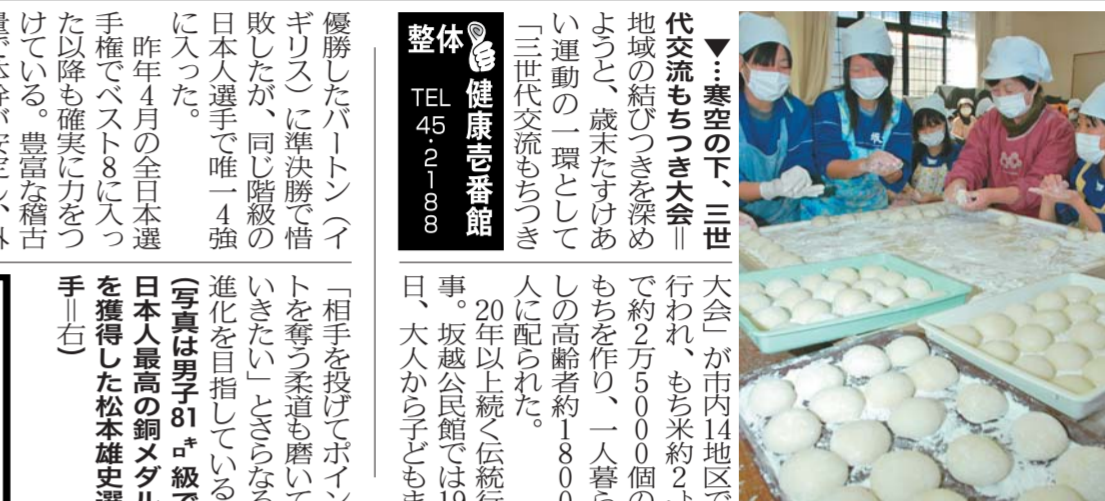 ▼…寒空の下、三世
代交流もちつき大会＝
地域の結びつきを深め
ようと、歳末たすけあ
い運動の一環として
「三世代交流もちつき
大会」が市内14地区で
行われ、もち米約2㌧
で約2万5000個の
もちを作り、一人暮ら
しの高齢者約1800
人に配られた。
20年以上続く伝統行
事。坂越公民館では19
日、大人から子どもま
整体
健康壱番館
TEL
45・2188
優勝したバートン（イ
ギリス）に準決勝で惜
敗したが、同じ階級の
日本人選手で唯一4強
に入った。
昨年4月の全日本選
手権でベスト8に入っ
た以降も確実に力をつ
けている。豊富な稽古
「相手を投げてポイン
トを奪う柔道も磨いて
いきたい」とさらなる
進化を目指している
(写真は男子81㌔級で
日本人最高の銅メダル
を獲得した松本雄史選
手＝右)